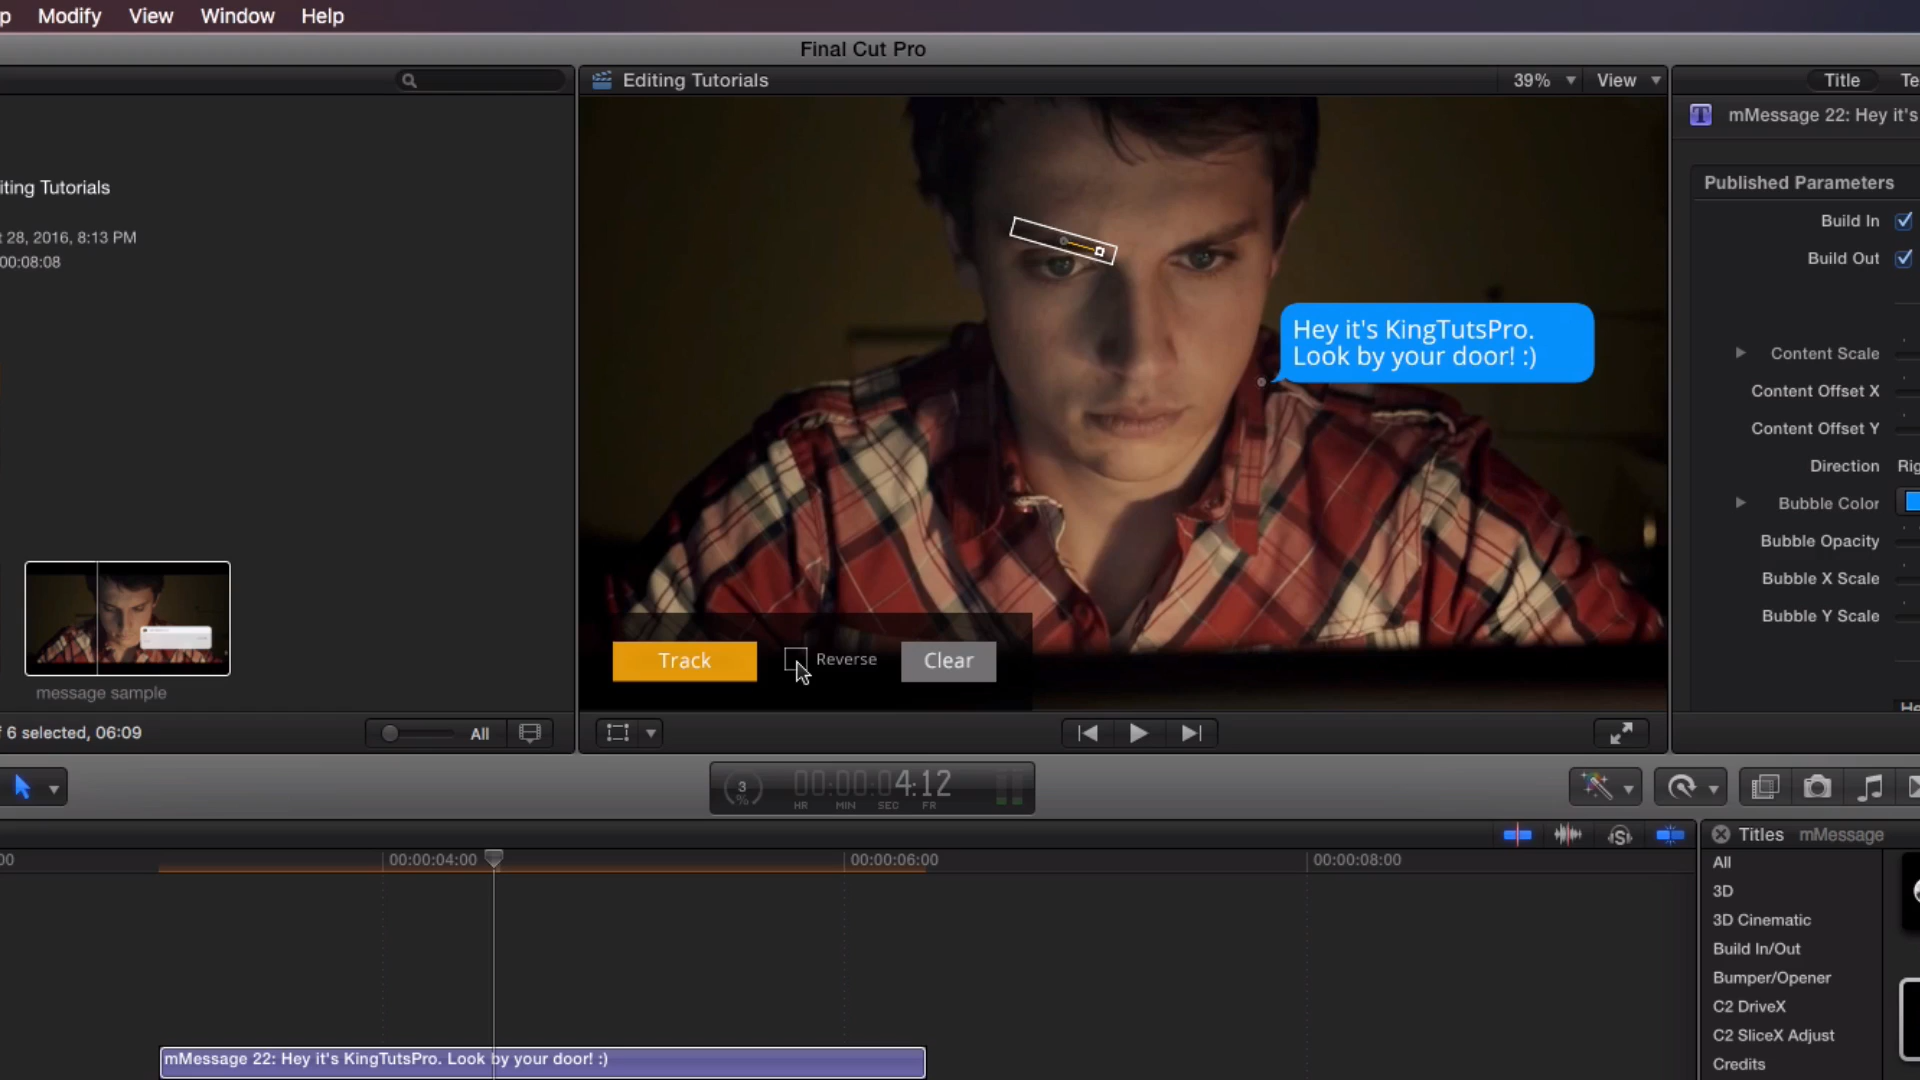 Modify View Window Help
Final Cut Pro
Editing Tutorials
39%
View
Title
mMessage 22: Hey it's
Published Parameters
Build In
Build Out
Content Scale
Content Offset X
Content Offset Y
Direction
Bubble Color
Bubble Opacity
Bubble X Scale
Bubble Y Scale
iting Tutorials
28, 2016, 8:13 PM
00:08:08
Hey it's KingTutsPro.
Look by your door! :)
Track
Reverse
Clear
message sample
6 selected, 06:09
All
3
%
00:00:04:12
HR MIN SEC FR
00:00:04:00
00:00:06:00
00:00:08:00
mMessage 22: Hey it's KingTutsPro. Look by your door! :)
Titles mMessage
All
3D
3D Cinematic
Build In/Out
Bumper/Opener
C2 DriveX
C2 SliceX Adjust
Credits